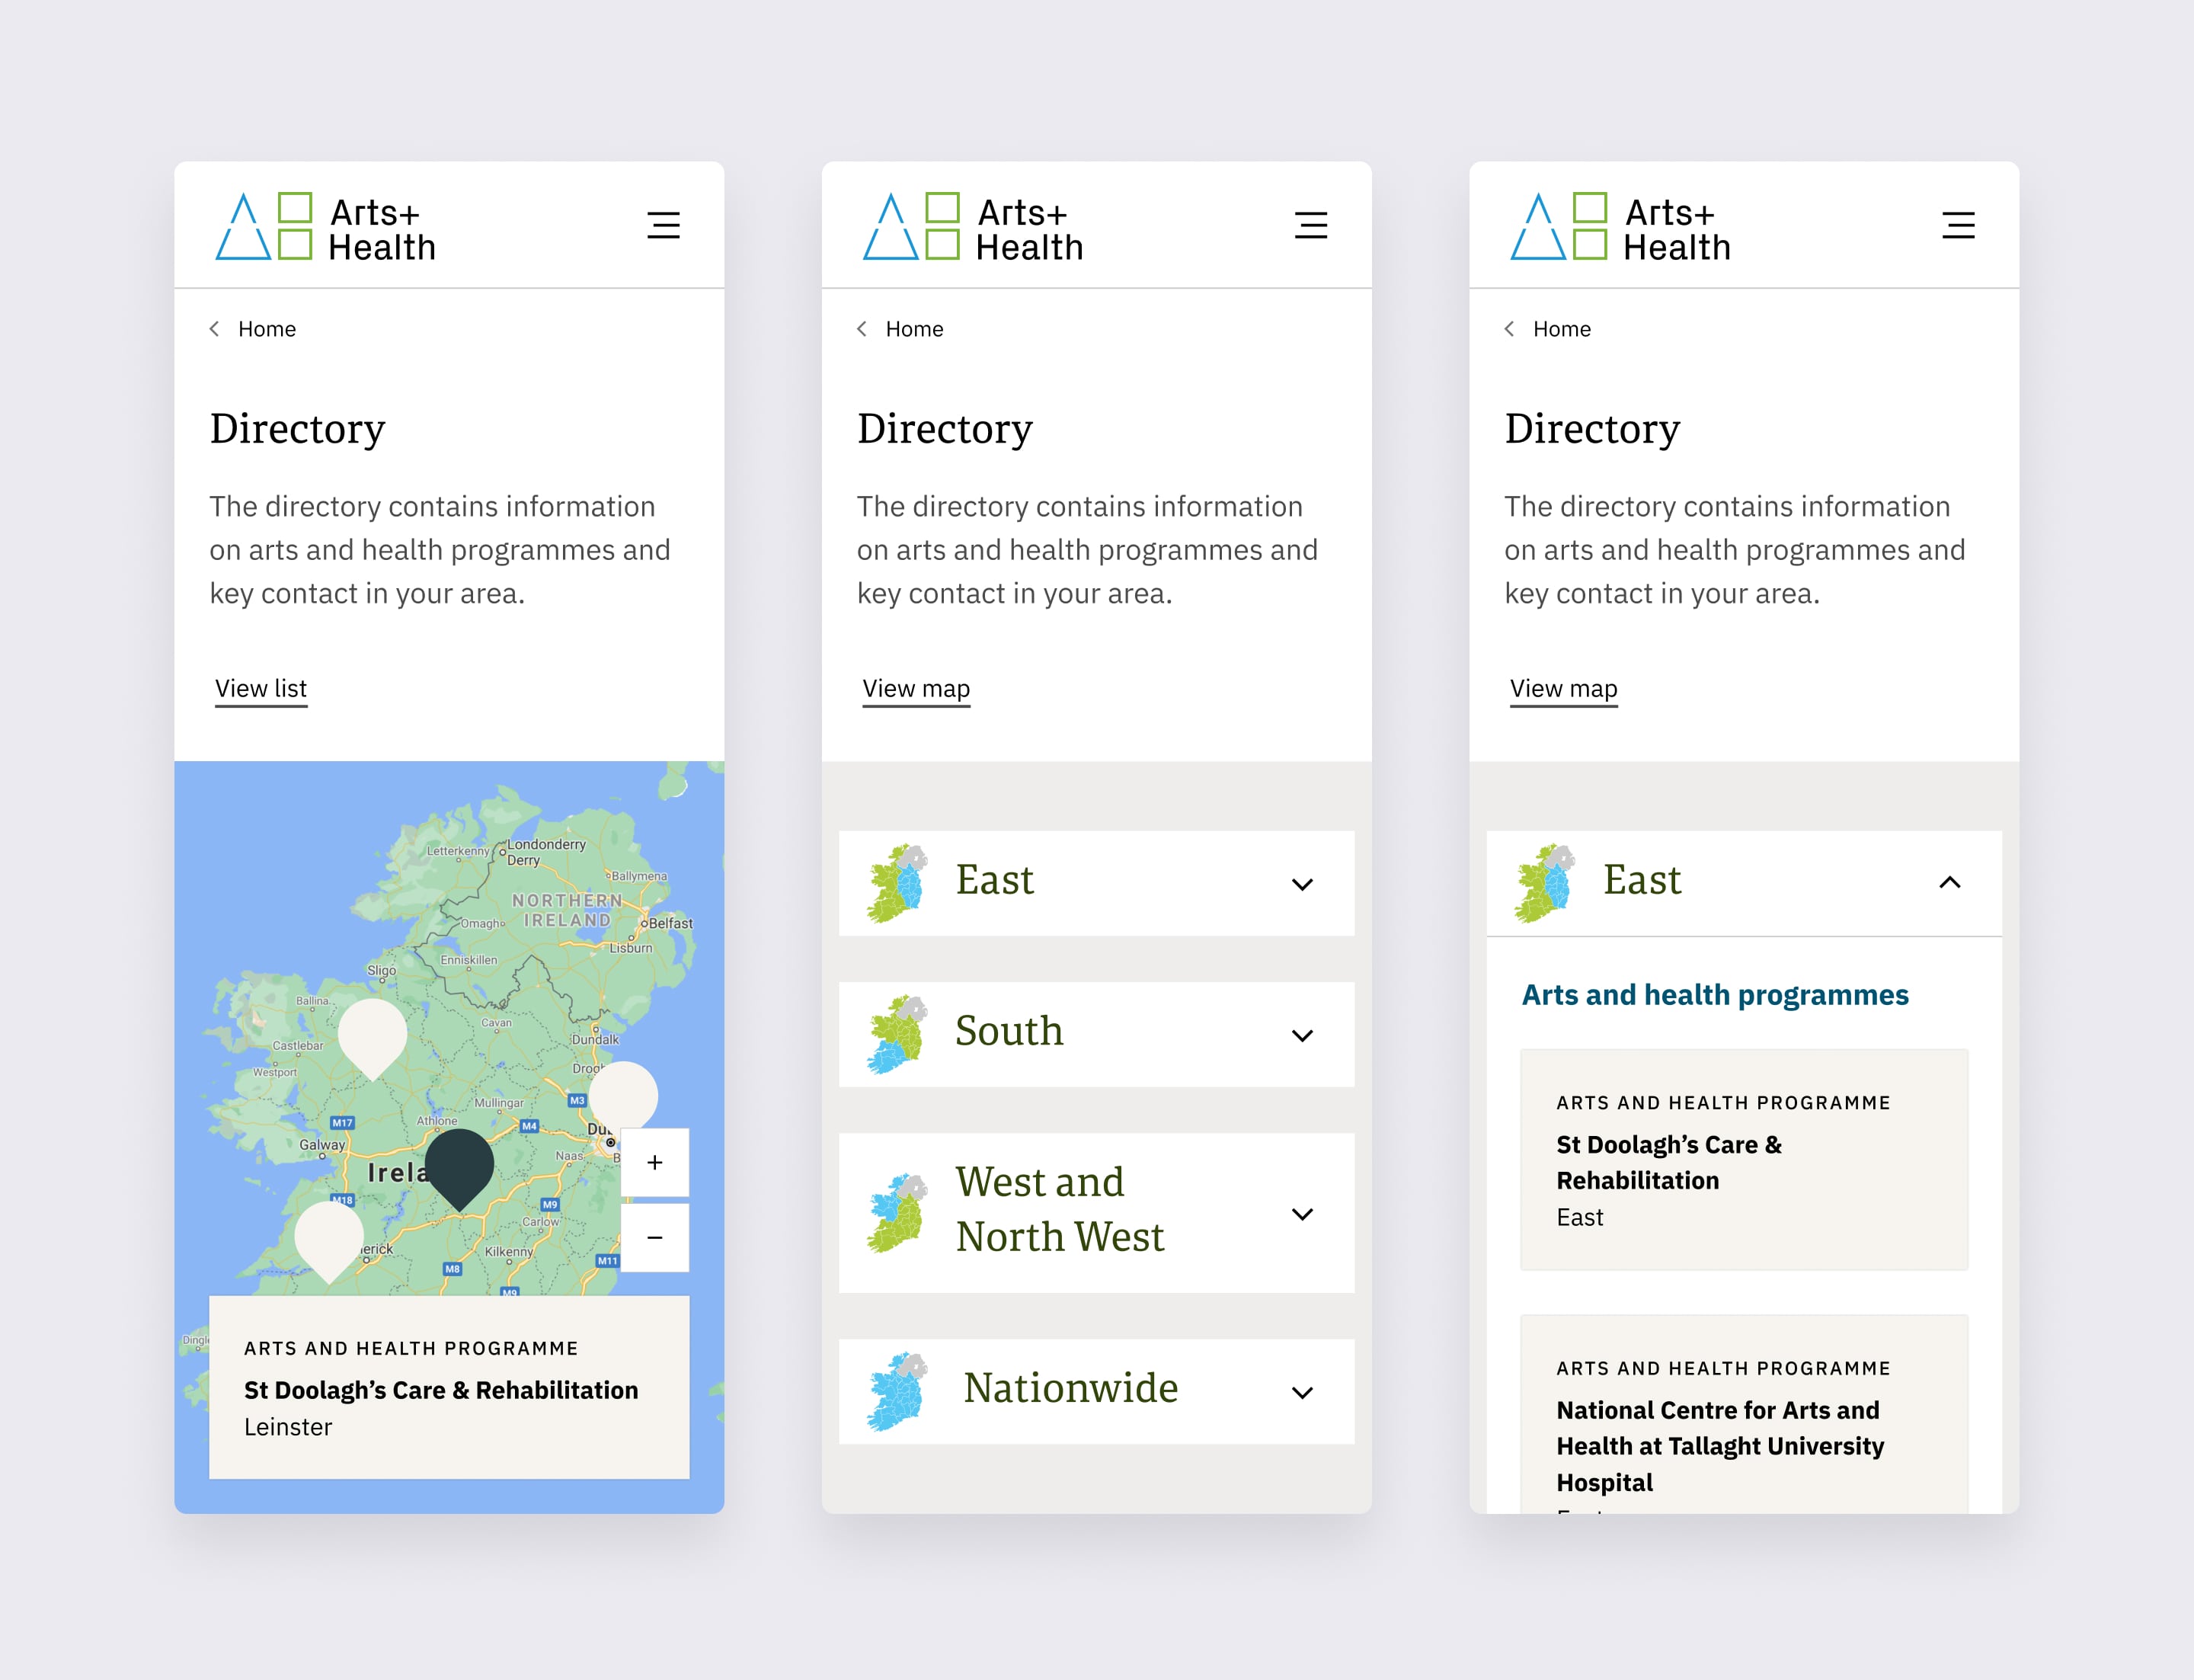 Arts+
Health
Home
Directory
The directory contains information
on arts and health programmes and
key contact in your area.
View list
Letterkenny
Londonderry
Derry
Ballymena
NORTHERN
IRELAND
Omagh
Belfast
Lisburn
Enniskillen
Sligo
Ballina
Cavan
Castlebar
Dundalk
Westport
Mullingar
M3
M17
Athlone
M4
Galway
Naas
M18
M9
Carlow
Kilkenny
M11
M8
M9
+
−
ARTS AND HEALTH PROGRAMME
St Doolagh’s Care & Rehabilitation
Leinster
Arts+
Health
Home
Directory
The directory contains information
on arts and health programmes and
key contact in your area.
View map
East
South
West and
North West
Nationwide
Arts+
Health
Home
Directory
The directory contains information
on arts and health programmes and
key contact in your area.
View map
East
Arts and health programmes
ARTS AND HEALTH PROGRAMME
St Doolagh’s Care &
Rehabilitation
East
ARTS AND HEALTH PROGRAMME
National Centre for Arts and
Health at Tallaght University
Hospital